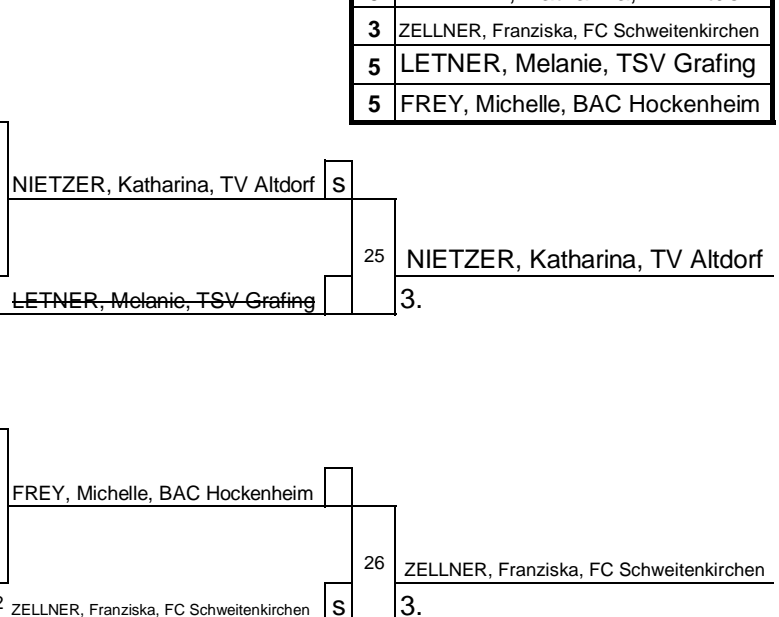 3 ZELLNER, Franziska, FC Schweitenkirchen
5 LETNER, Melanie, TSV Grafing
5 FREY, Michelle, BAC Hockenheim
NIETZER, Katharina, TV Altdorf s
25 NIETZER, Katharina, TV Altdorf
LETNER, Melanie, TSV Grafing 3.
FREY, Michelle, BAC Hockenheim
26 ZELLNER, Franziska, FC Schweitenkirchen
ZELLNER, Franziska, FC Schweitenkirchen s 3.